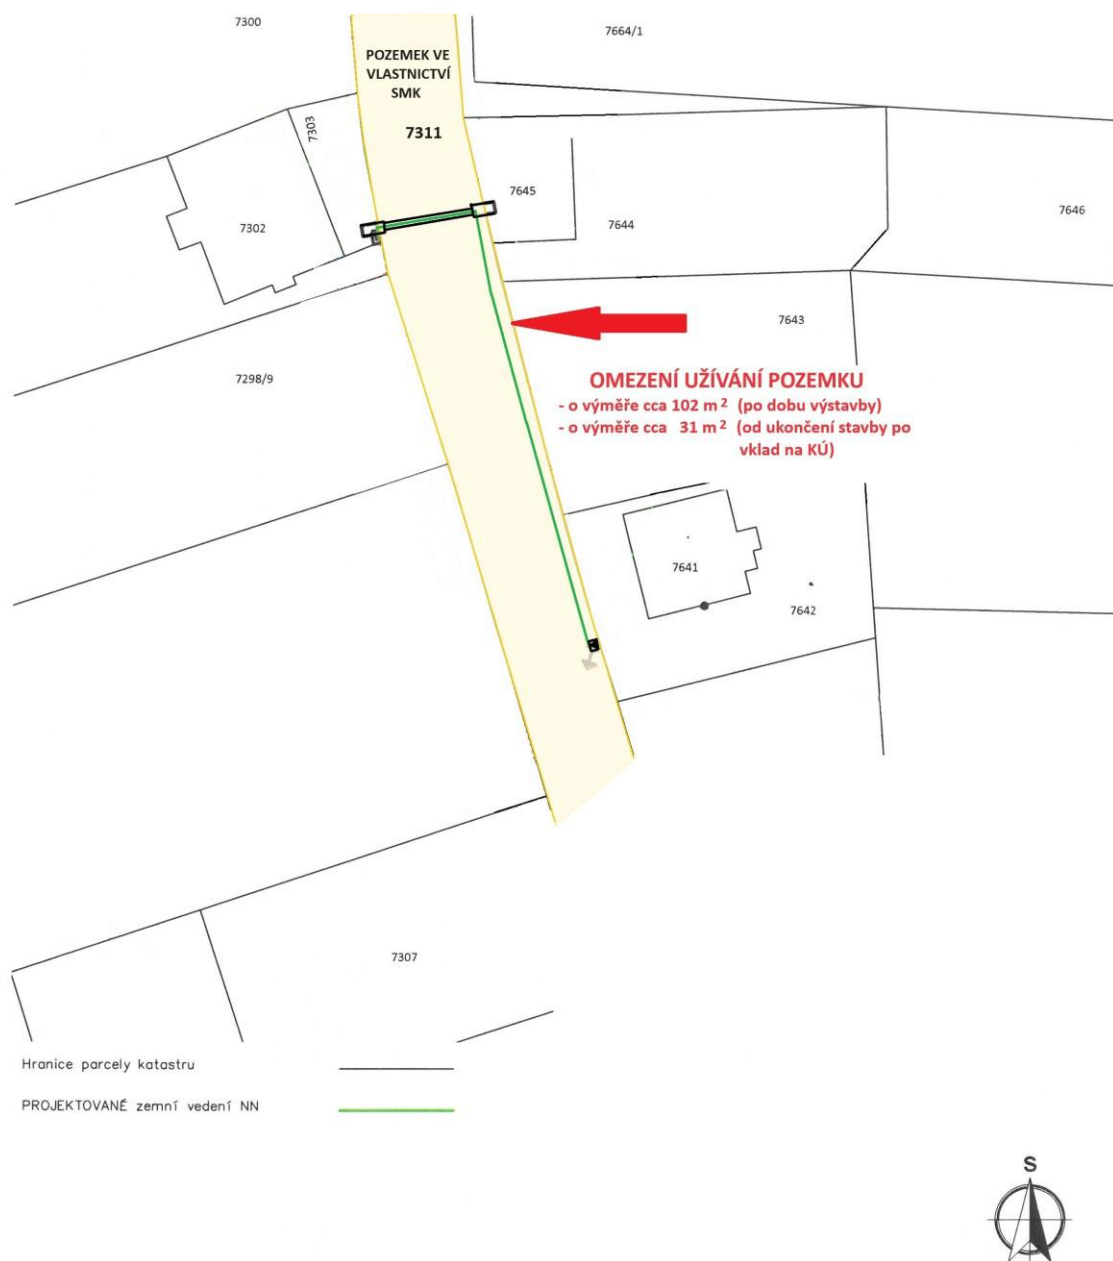 7300
7664/1
POZEMEK VE
VLASTNICTVÍ
SMK
7311
7303
7302
7645
7644
7646
7643
7298/9
OMEZENÍ UŽÍVÁNÍ POZEMKU
- o výměře cca 102 m² (po dobu výstavby)
- o výměře cca 31 m² (od ukončení stavby po
vklad na KÚ)
7641
7642
7307
Hranice parcely katastru
PROJEKTOVANÉ zemní vedení NN
S